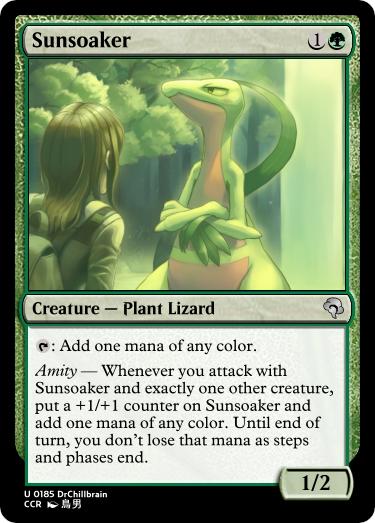 Sunsoaker 1
Creature — Plant Lizard
: Add one mana of any color.
Amity — Whenever you attack with
Sunsoaker and exactly one other creature,
put a +1/+1 counter on Sunsoaker and
add one mana of any color. Until end of
turn, you don't lose that mana as steps
and phases end.
1/2
U 0185 DrChillbrain
CCR 鳥男